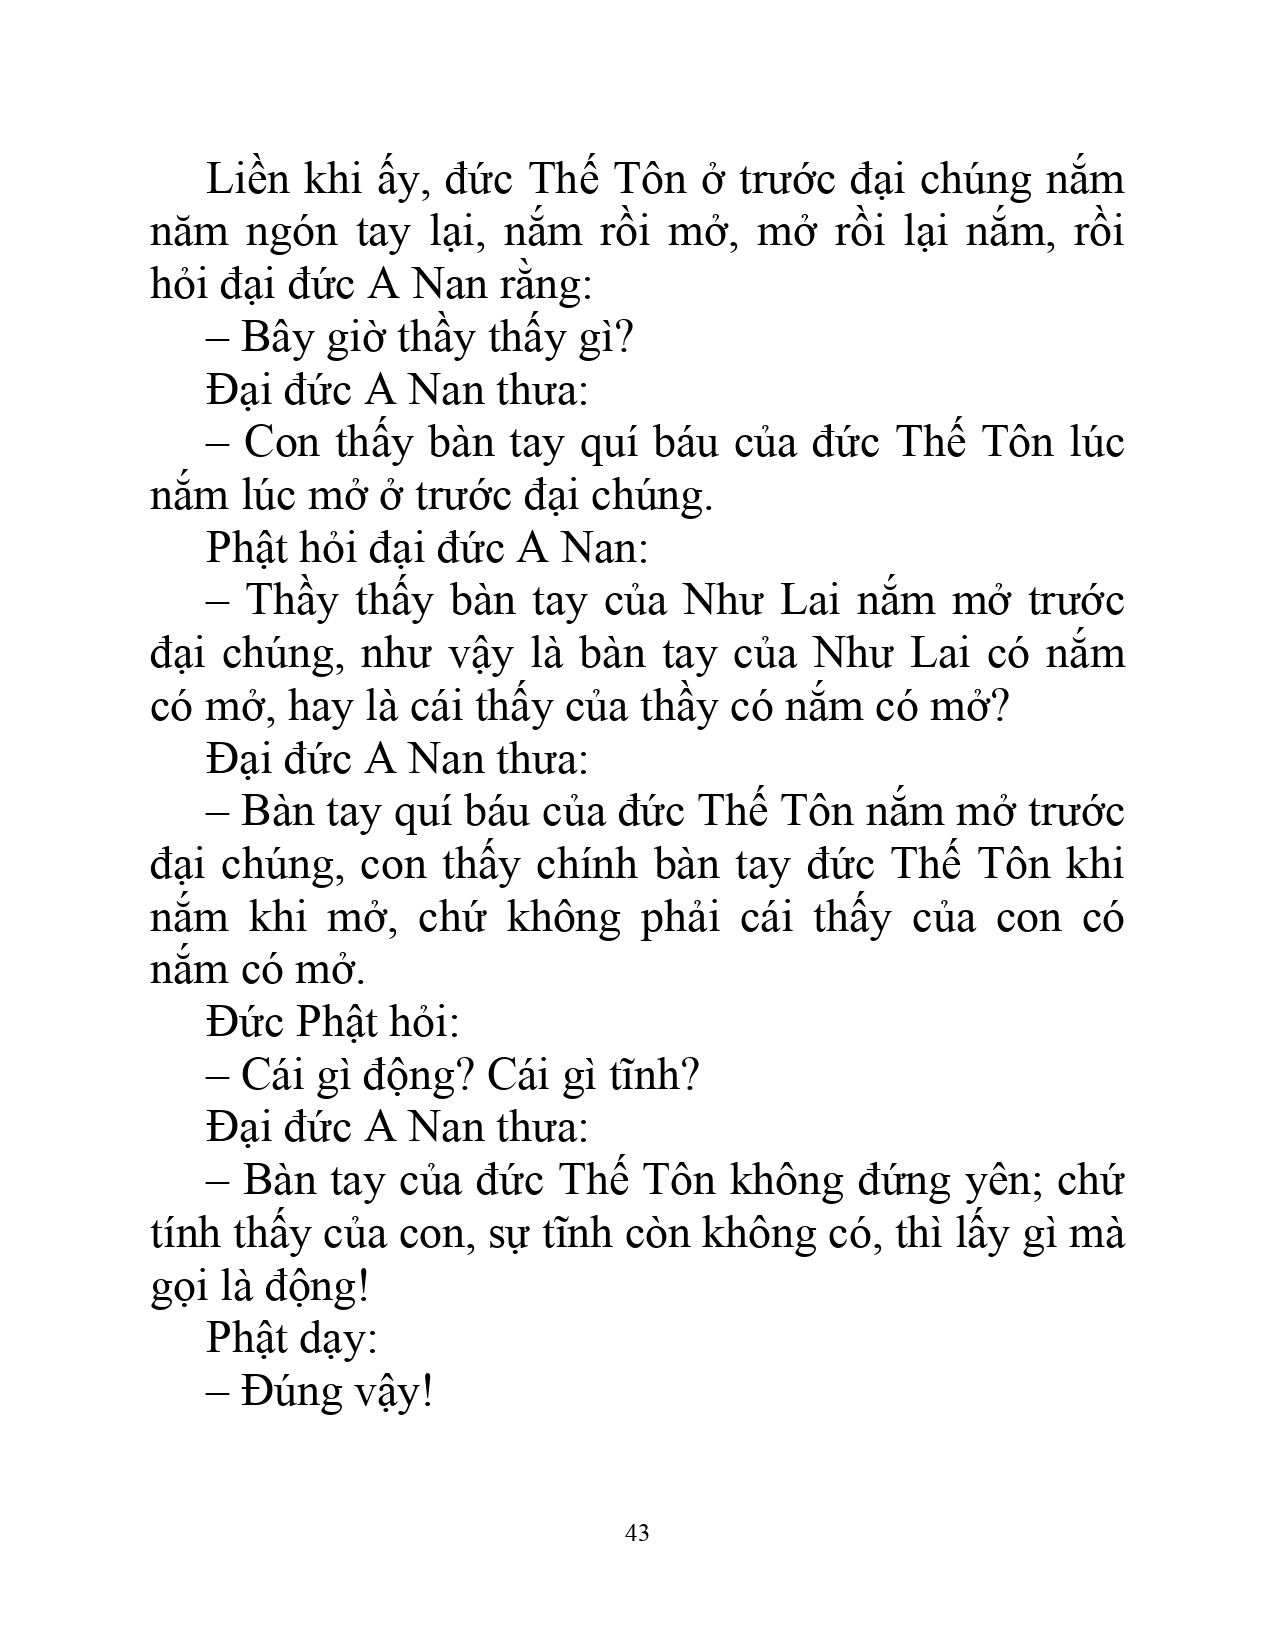 Liền khi ấy, đức Thế Tôn ở trước đại chúng nắm
năm ngón tay lại, nắm rồi mở, mở rồi lại nắm, rồi
hỏi đại đức A Nan rằng:
– Bây giờ thầy thấy gì?
Đại đức A Nan thưa:
– Con thấy bàn tay quí báu của đức Thế Tôn lúc
nắm lúc mở ở trước đại chúng.
Phật hỏi đại đức A Nan:
– Thầy thấy bàn tay của Như Lai nắm mở trước
đại chúng, như vậy là bàn tay của Như Lai có nắm
có mở, hay là cái thấy của thầy có nắm có mở?
Đại đức A Nan thưa:
– Bàn tay quí báu của đức Thế Tôn nắm mở trước
đại chúng, con thấy chính bàn tay đức Thế Tôn khi
nắm khi mở, chứ không phải cái thấy của con có
nắm có mở.
Đức Phật hỏi:
– Cái gì động? Cái gì tĩnh?
Đại đức A Nan thưa:
– Bàn tay của đức Thế Tôn không đứng yên; chứ
tính thấy của con, sự tĩnh còn không có, thì lấy gì mà
gọi là động!
Phật dạy:
– Đúng vậy!
43